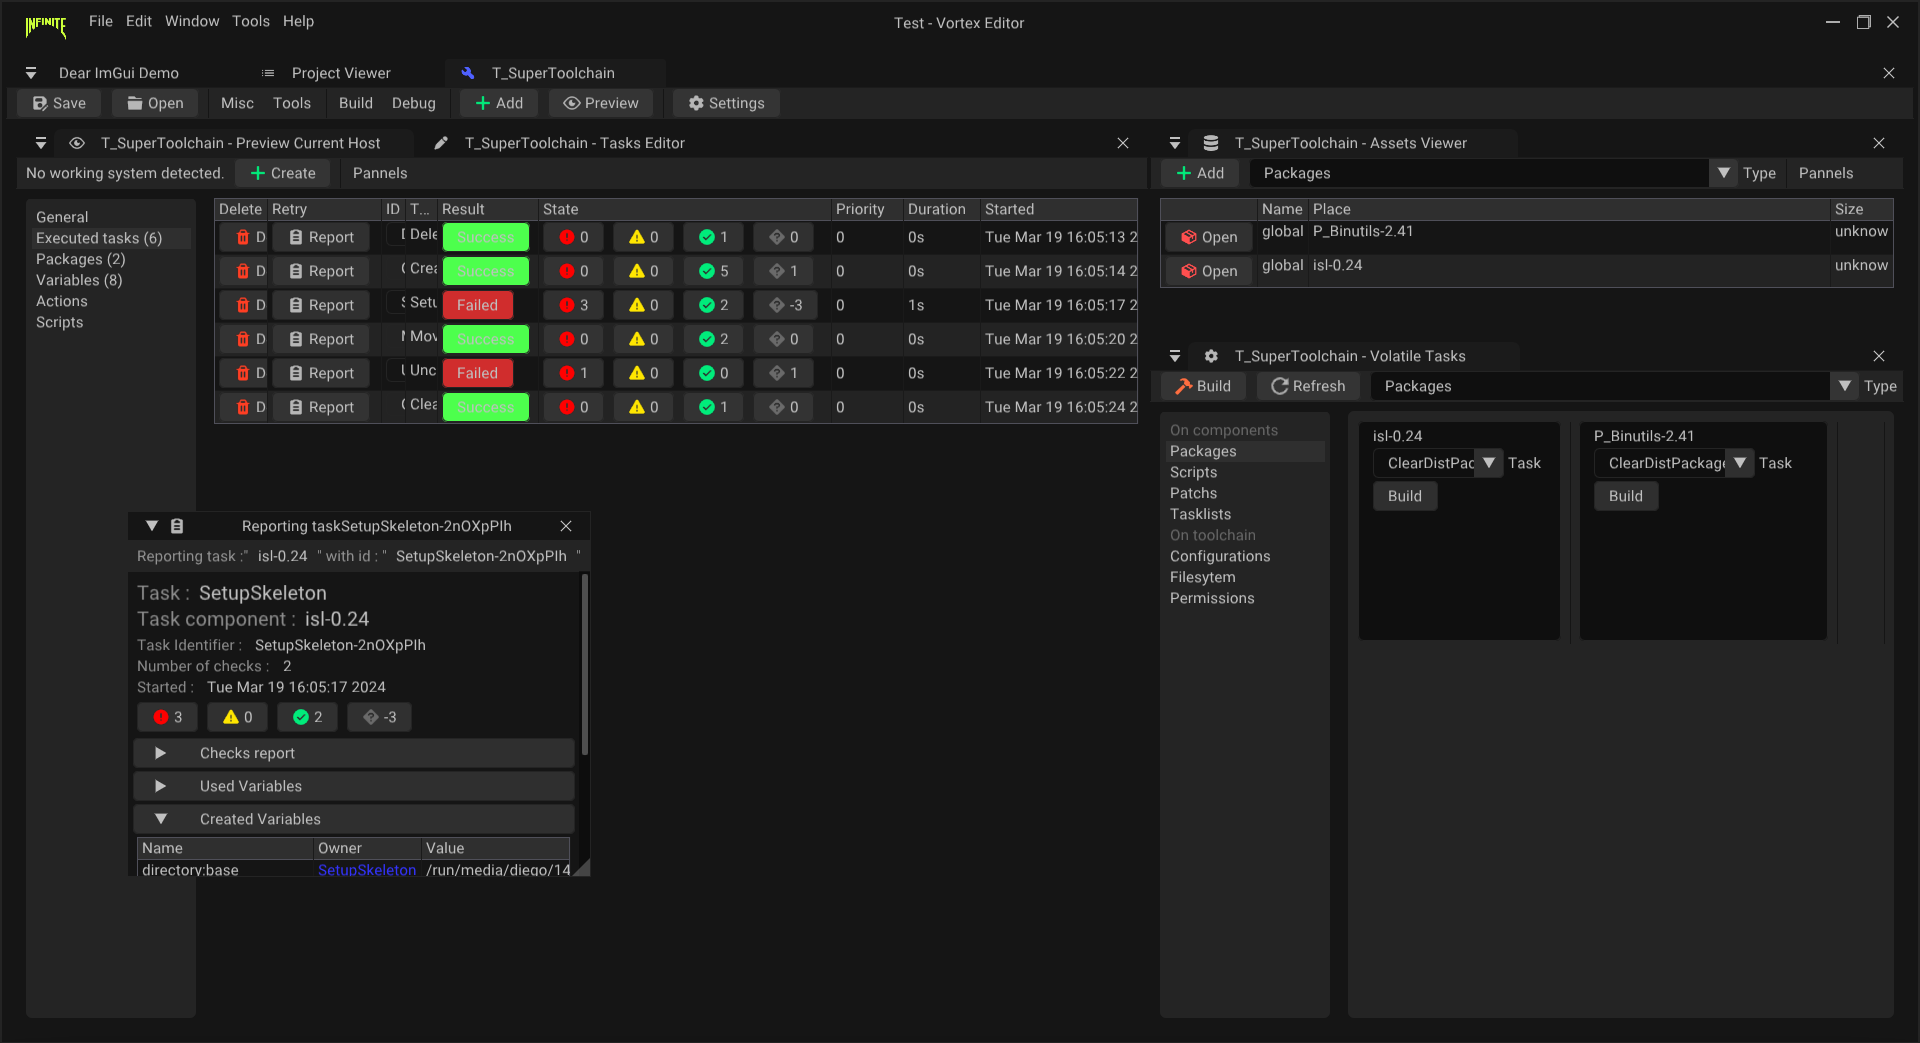 INFINITE
File Edit Window Tools Help
Test - Vortex Editor
Dear ImGui Demo Project Viewer T_SuperToolchain
Save Open Misc Tools Build Debug Add Preview Settings
T_SuperToolchain - Preview Current Host T_SuperToolchain - Tasks Editor
No working system detected. Create Pannels
General
Executed tasks (6)
Packages (2)
Variables (8)
Actions
Scripts
Delete Retry ID T... Result State Priority Duration Started
D Report Dele Success 0 0 1 0 0 0s Tue Mar 19 16:05:13 2
D Report Crea Success 0 0 5 1 0 0s Tue Mar 19 16:05:14 2
D Report Setu Failed 3 0 2 -3 0 1s Tue Mar 19 16:05:17 2
D Report Mov Success 0 0 2 0 0 0s Tue Mar 19 16:05:20 2
D Report Unc Failed 1 0 0 1 0 0s Tue Mar 19 16:05:22 2
D Report Clea Success 0 0 1 0 0 0s Tue Mar 19 16:05:24 2
Reporting taskSetupSkeleton-2nOXpPIh
Reporting task :" isl-0.24 " with id : " SetupSkeleton-2nOXpPIh "
Task : SetupSkeleton
Task component : isl-0.24
Task Identifier : SetupSkeleton-2nOXpPIh
Number of checks : 2
Started : Tue Mar 19 16:05:17 2024
3 0 2 -3
Checks report
Used Variables
Created Variables
Name Owner Value
directory:base SetupSkeleton /run/media/diego/14
T_SuperToolchain - Assets Viewer
Add Packages Type Pannels
Name Place Size
Open global P_Binutils-2.41 unknow
Open global isl-0.24 unknow
T_SuperToolchain - Volatile Tasks
Build Refresh Packages Type
On components
Packages
Scripts
Patchs
Tasklists
On toolchain
Configurations
Filesytem
Permissions
isl-0.24
ClearDistPac Task
Build
P_Binutils-2.41
ClearDistPackage Task
Build